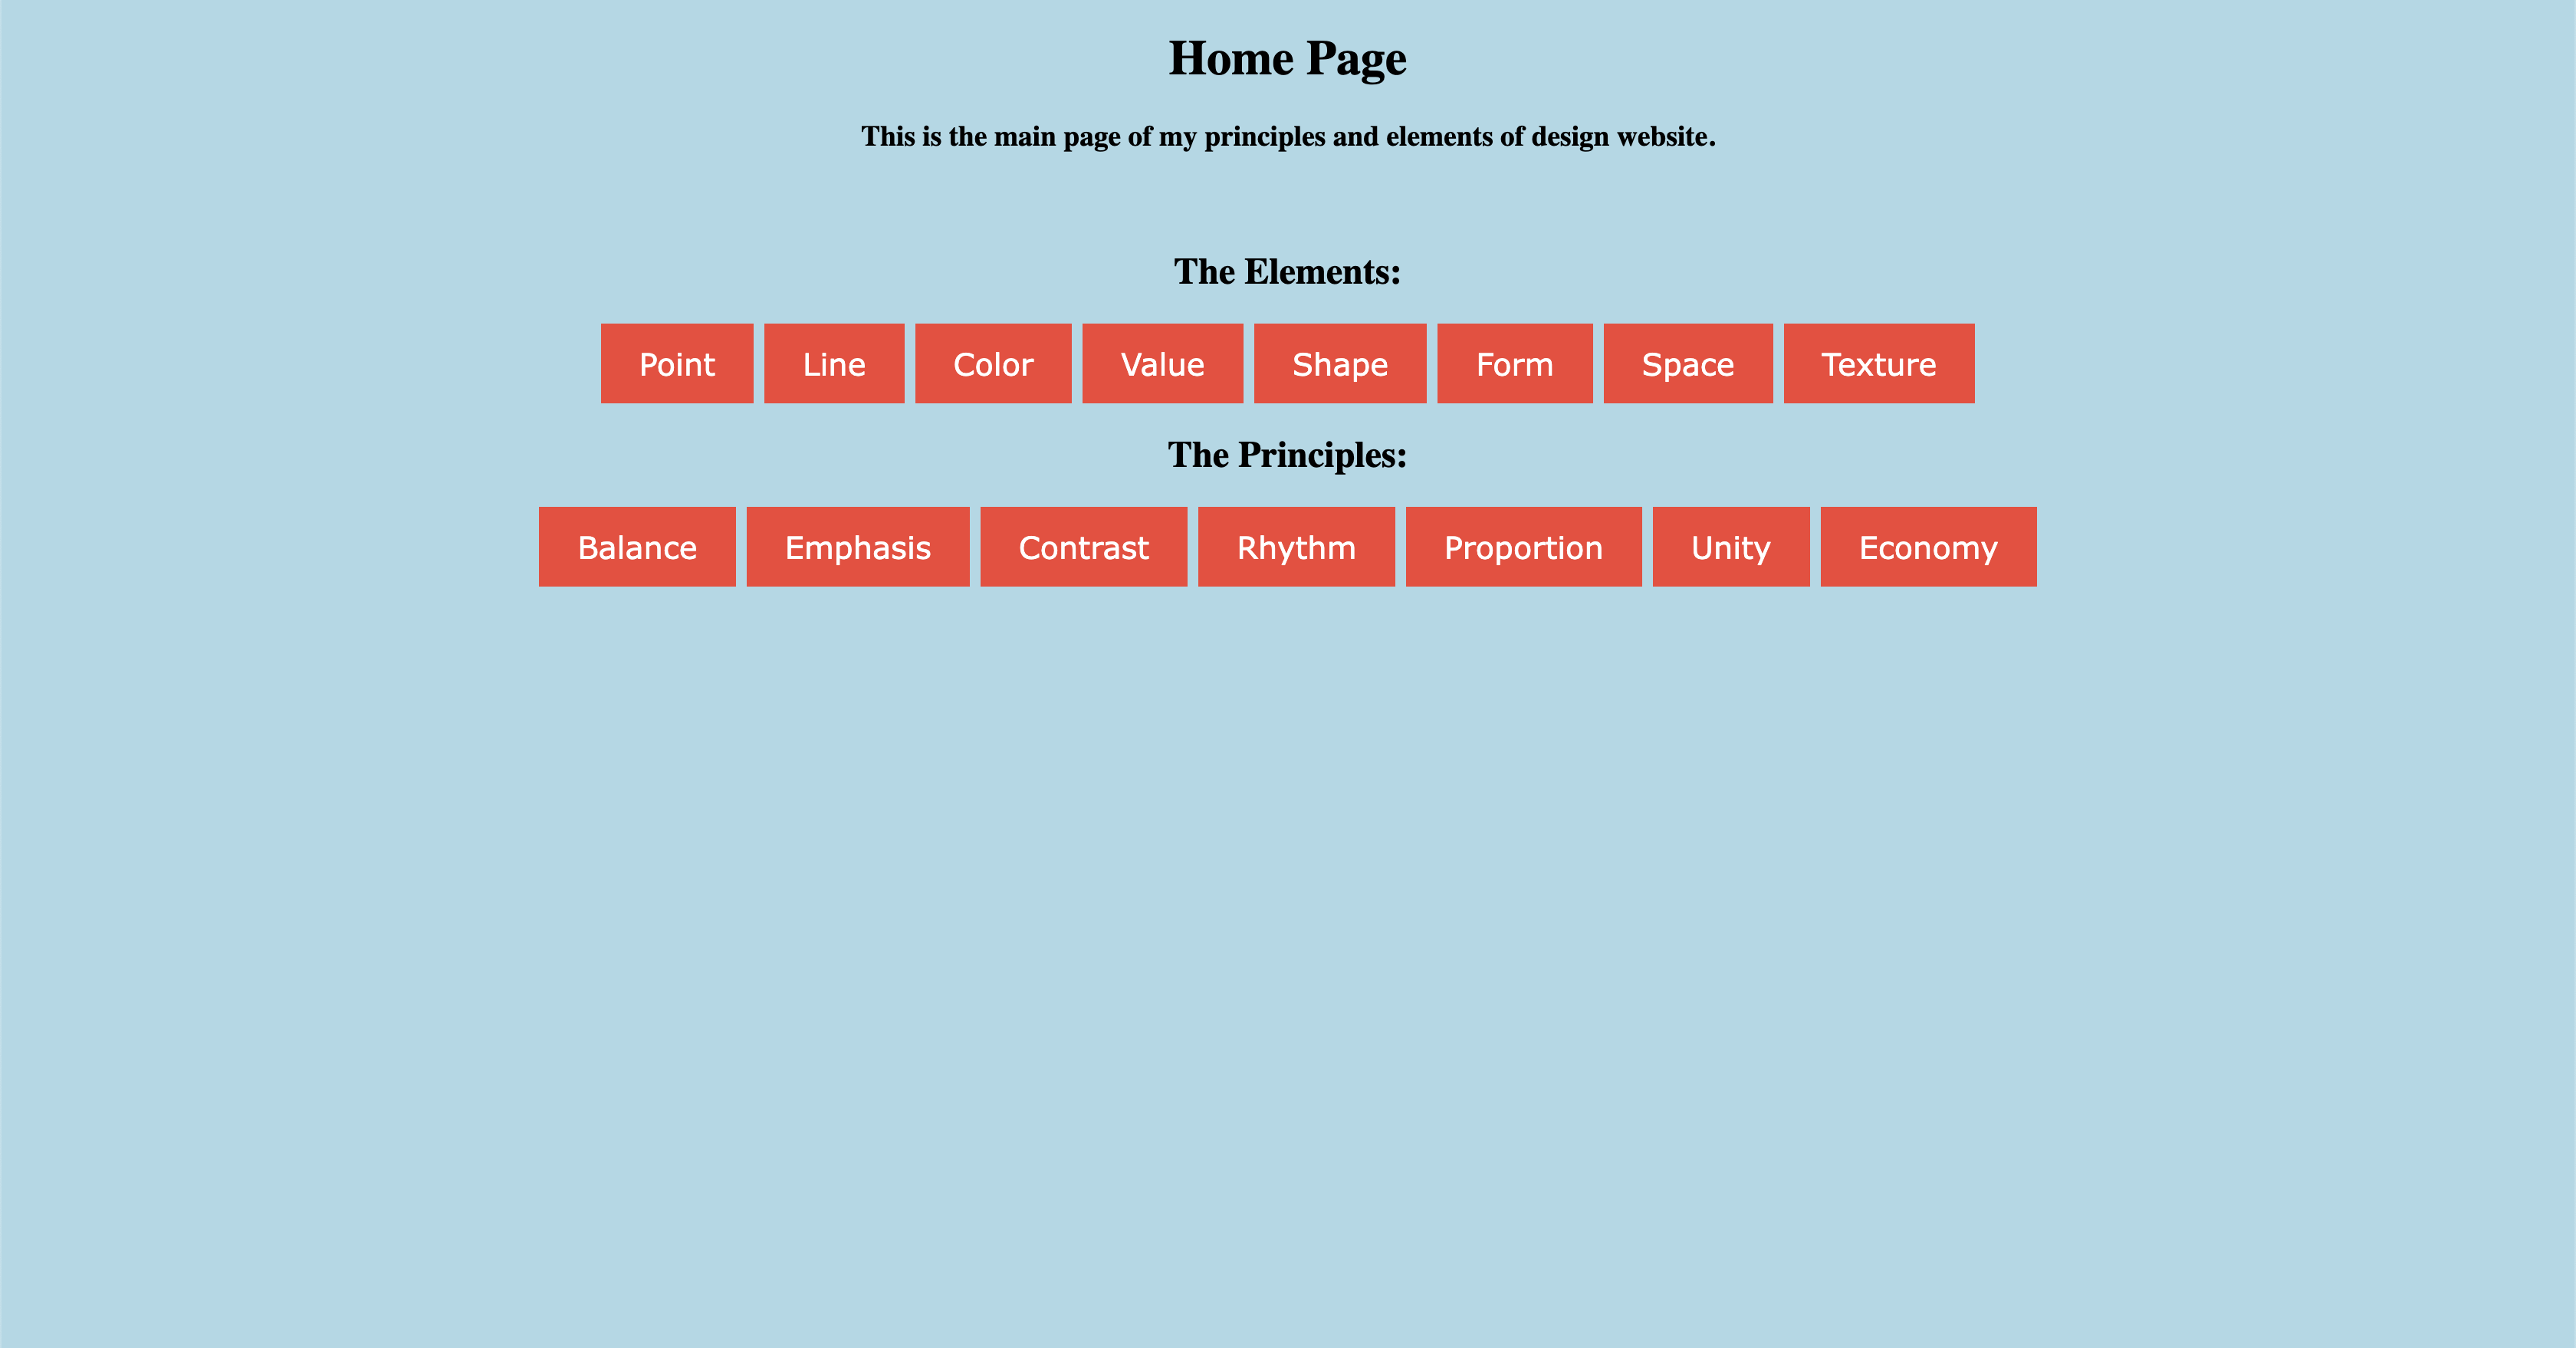 Home Page
This is the main page of my principles and elements of design website.
The Elements:
Point Line Color Value Shape Form Space Texture
The Principles:
Balance Emphasis Contrast Rhythm Proportion Unity Economy